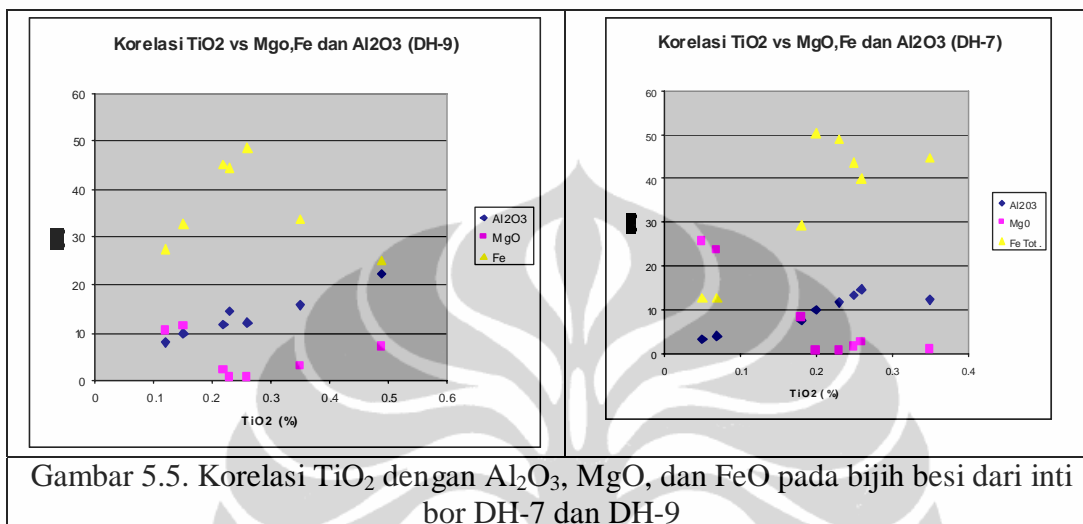 Korelasi TiO2 vs Mgo,Fe dan Al2O3 (DH-9)
60
50
40
30
20
10
0
0 0.1 0.2 0.3 0.4 0.5 0.6
TiO2 (%)
Al2O3
MgO
Fe
Korelasi TiO2 vs MgO,Fe dan Al2O3 (DH-7)
60
50
40
30
20
10
0
0 0.1 0.2 0.3 0.4
TiO2 (%)
Al2O3
Mg0
Fe Tot.
Gambar 5.5. Korelasi TiO₂ dengan Al₂O₃, MgO, dan FeO pada bijih besi dari inti
bor DH-7 dan DH-9